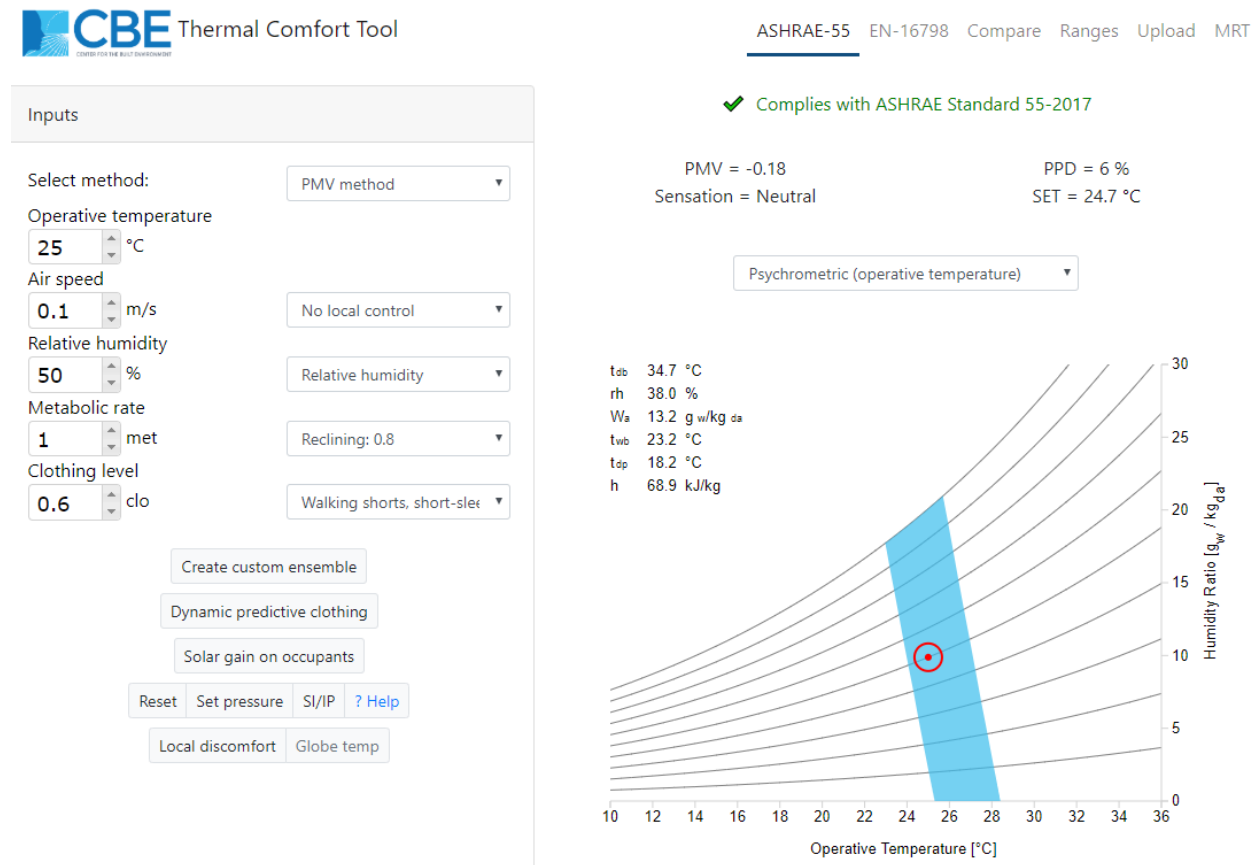 CBE Thermal Comfort Tool
CENTER FOR THE BUILT ENVIRONMENT
ASHRAE-55 EN-16798 Compare Ranges Upload MRT
Inputs
Select method:
PMV method
Operative temperature
25 °C
Air speed
0.1 m/s
No local control
Relative humidity
50 %
Relative humidity
Metabolic rate
1 met
Reclining: 0.8
Clothing level
0.6 clo
Walking shorts, short-slee
Create custom ensemble
Dynamic predictive clothing
Solar gain on occupants
Reset Set pressure SI/IP ? Help
Local discomfort Globe temp
Complies with ASHRAE Standard 55-2017
PMV = -0.18 PPD = 6 %
Sensation = Neutral SET = 24.7 °C
Psychrometric (operative temperature)
tdb 34.7 °C
rh 38.0 %
Wa 13.2 g w/kg da
twb 23.2 °C
tdp 18.2 °C
h 68.9 kJ/kg
30
25
20
15
10
5
0
Humidity Ratio [gw / kgda]
10 12 14 16 18 20 22 24 26 28 30 32 34 36
Operative Temperature [°C]